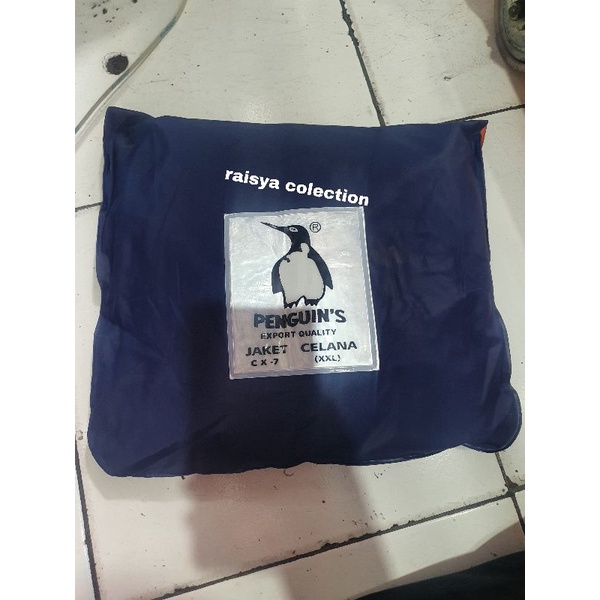 raisya colection
®
PENGUIN'S
EXPORT QUALITY
JAKET CELANA
C X -7 (XXL)